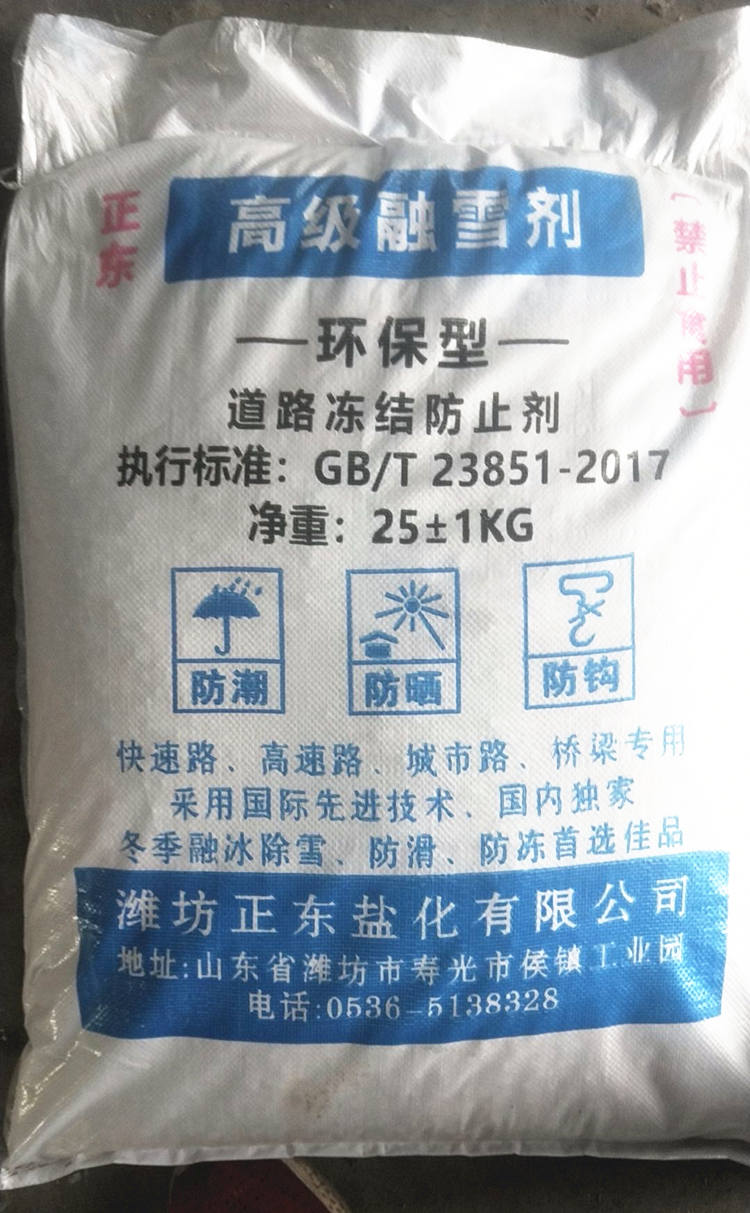 正东
高级融雪剂
（禁止食用）
—环保型—
道路冻结防止剂
执行标准：GB/T 23851-2017
净重：25±1KG
防潮
防晒
防钩
快速路、高速路、城市路、桥梁专用
采用国际先进技术、国内独家
冬季融冰除雪、防滑、防冻首选佳品
潍坊正东盐化有限公司
地址:山东省潍坊市寿光市侯镇工业园
电话:0536-5138328